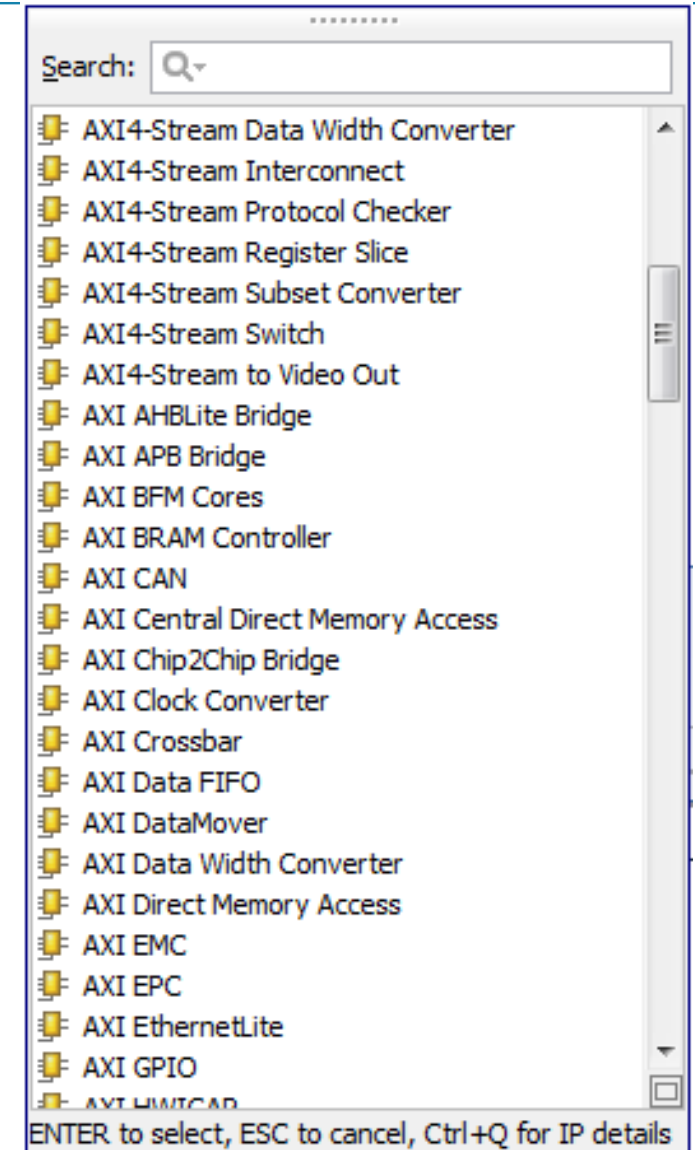 Search:
AXI4-Stream Data Width Converter
AXI4-Stream Interconnect
AXI4-Stream Protocol Checker
AXI4-Stream Register Slice
AXI4-Stream Subset Converter
AXI4-Stream Switch
AXI4-Stream to Video Out
AXI AHBLite Bridge
AXI APB Bridge
AXI BFM Cores
AXI BRAM Controller
AXI CAN
AXI Central Direct Memory Access
AXI Chip2Chip Bridge
AXI Clock Converter
AXI Crossbar
AXI Data FIFO
AXI DataMover
AXI Data Width Converter
AXI Direct Memory Access
AXI EMC
AXI EPC
AXI EthernetLite
AXI GPIO
AXI HWICAP
ENTER to select, ESC to cancel, Ctrl+Q for IP details